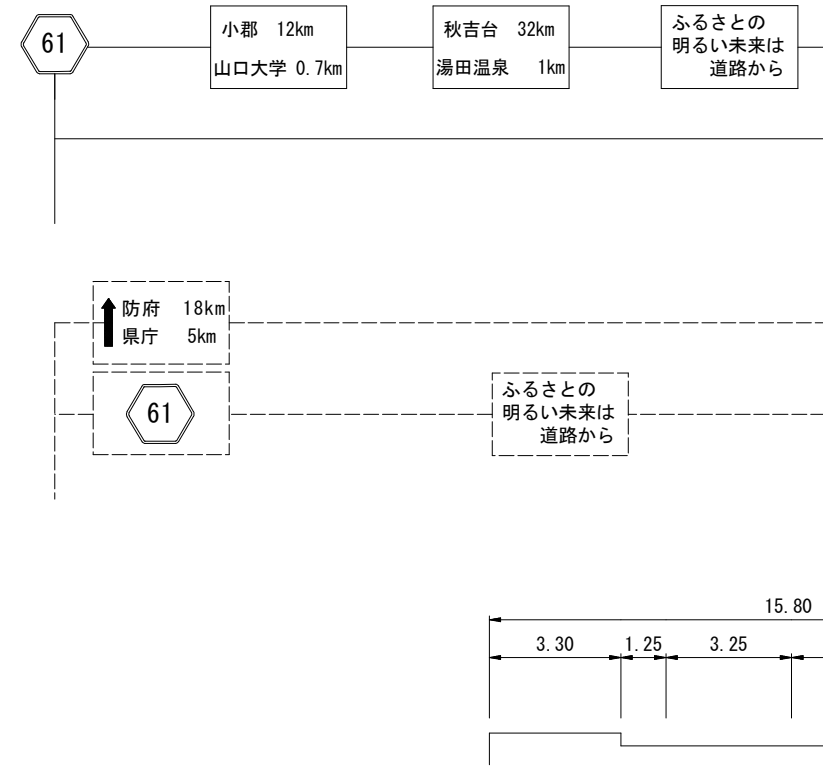 61
小郡 12km
山口大学 0.7km
秋吉台 32km
湯田温泉 1km
ふるさとの
明るい未来は
道路から
防府 18km
県庁 5km
61
ふるさとの
明るい未来は
道路から
15.80
3.30 1.25 3.25